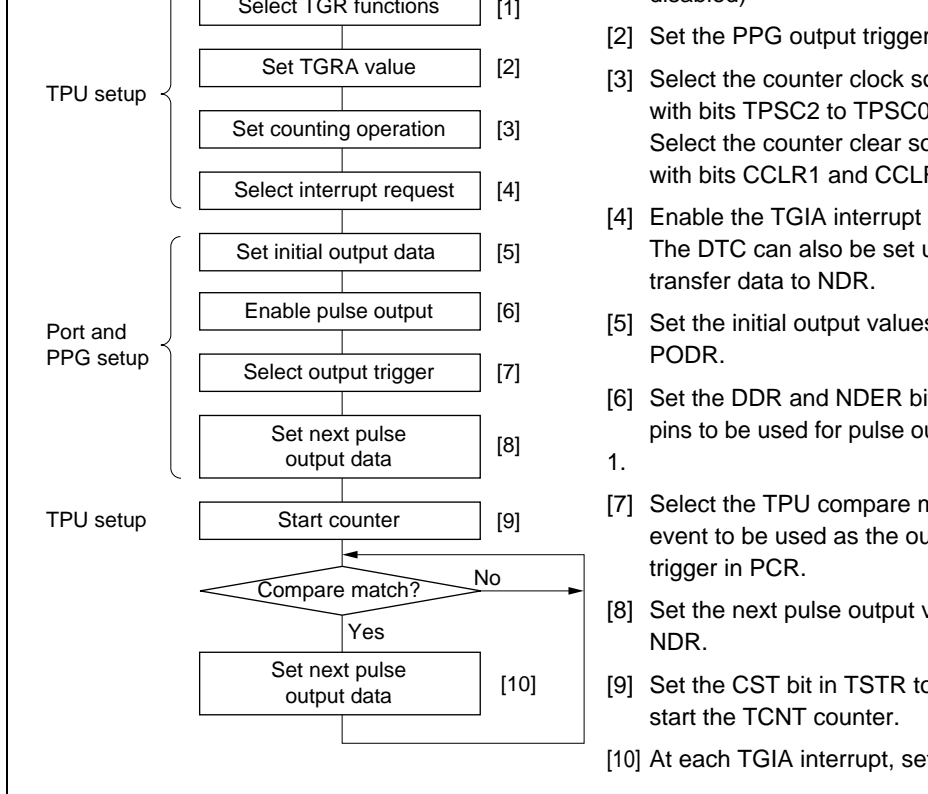 Select TGR functions [1]
Set TGRA value [2]
TPU setup
Set counting operation [3]
Select interrupt request [4]
Set initial output data [5]
Enable pulse output [6]
Port and
PPG setup
Select output trigger [7]
Set next pulse
output data [8]
TPU setup
Start counter [9]
Compare match?
No
Yes
Set next pulse
output data [10]
disabled)
[2] Set the PPG output trigger
[3] Select the counter clock
with bits TPSC2 to TPSC0
Select the counter clear
with bits CCLR1 and
[4] Enable the TGIA interrupt
The DTC can also be set
transfer data to NDR.
[5] Set the initial output values
PODR.
[6] Set the DDR and NDER
pins to be used for pulse
1.
[7] Select the TPU compare
event to be used as the
trigger in PCR.
[8] Set the next pulse output
NDR.
[9] Set the CST bit in TSTR to
start the TCNT counter.
[10] At each TGIA interrupt, set